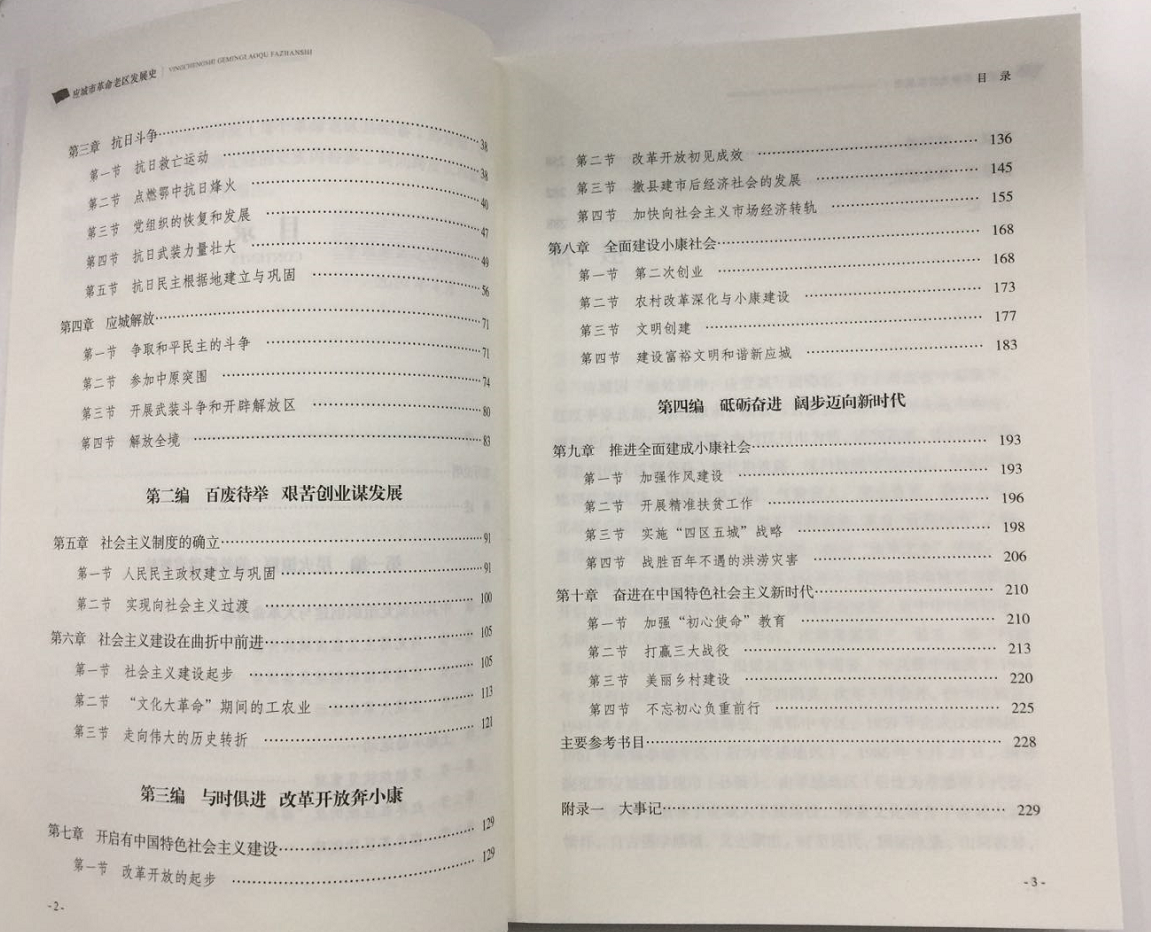 应城市革命老区发展史 YINGCHENGSHI GEMINGLAOQU FAZHANSHI
第三章 抗日斗争 38
第一节 抗日救亡运动 38
第二节 点燃鄂中抗日烽火 40
第三节 党组织的恢复和发展 47
第四节 抗日武装力量壮大 49
第五节 抗日民主根据地建立与巩固 56
第四章 应城解放 71
第一节 争取和平民主的斗争 71
第二节 参加中原突围 74
第三节 开展武装斗争和开辟解放区 80
第四节 解放全境 83
第二编 百废待举 艰苦创业谋发展
第五章 社会主义制度的确立 91
第一节 人民民主政权建立与巩固 91
第二节 实现向社会主义过渡 100
第六章 社会主义建设在曲折中前进 105
第一节 社会主义建设起步 105
第二节 “文化大革命”期间的工农业 113
第三节 走向伟大的历史转折 121
第三编 与时俱进 改革开放奔小康
第七章 开启有中国特色社会主义建设 129
第一节 改革开放的起步 129
-2-
目 录
第二节 改革开放初见成效 136
第三节 撤县建市后经济社会的发展 145
第四节 加快向社会主义市场经济转轨 155
第八章 全面建设小康社会 168
第一节 第二次创业 168
第二节 农村改革深化与小康建设 173
第三节 文明创建 177
第四节 建设富裕文明和谐新应城 183
第四编 砥砺奋进 阔步迈向新时代
第九章 推进全面建成小康社会 193
第一节 加强作风建设 193
第二节 开展精准扶贫工作 196
第三节 实施“四区五城”战略 198
第四节 战胜百年不遇的洪涝灾害 206
第十章 奋进在中国特色社会主义新时代 210
第一节 加强“初心使命”教育 210
第二节 打赢三大战役 213
第三节 美丽乡村建设 220
第四节 不忘初心负重前行 225
主要参考书目 228
附录一 大事记 229
-3-